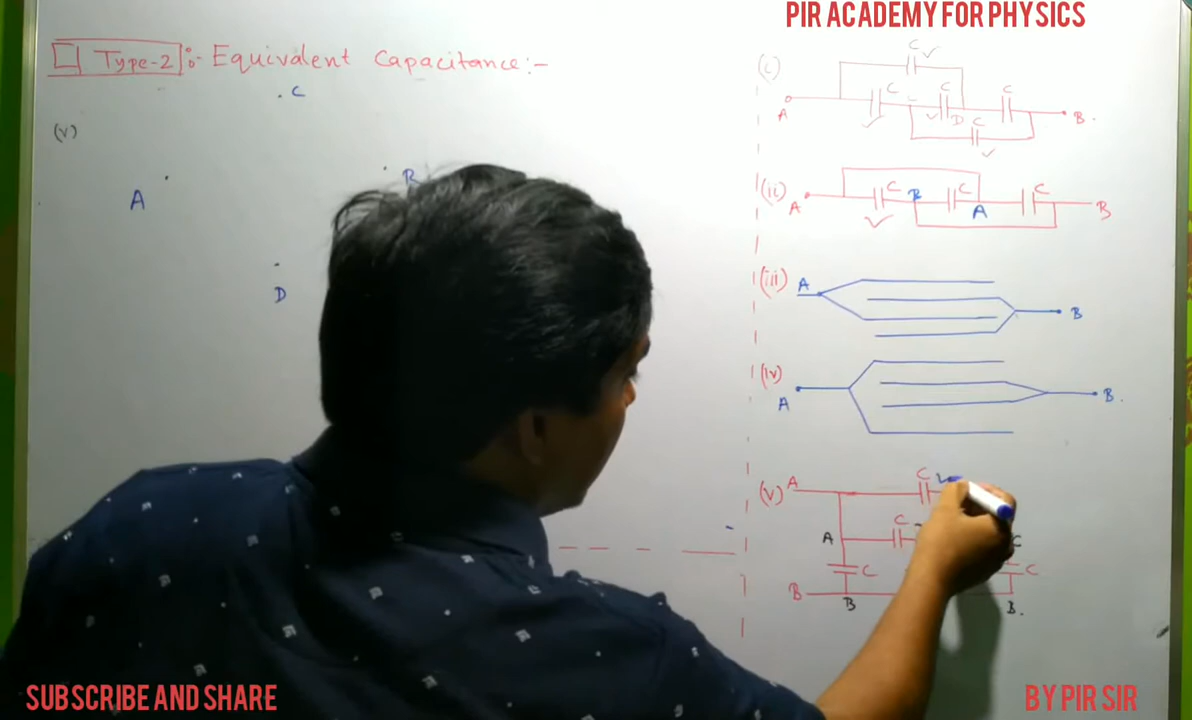 PIR ACADEMY FOR PHYSICS
Type-2 :- Equivalent Capacitance:-
(v)
C
A
B
D
(i)
C
A C C D C C B.
(ii)
A C B C A C B
(iii) A B
(iv)
A B.
(v) A C
A C C
C C
B B B.
SUBSCRIBE AND SHARE
BY PIR SIR